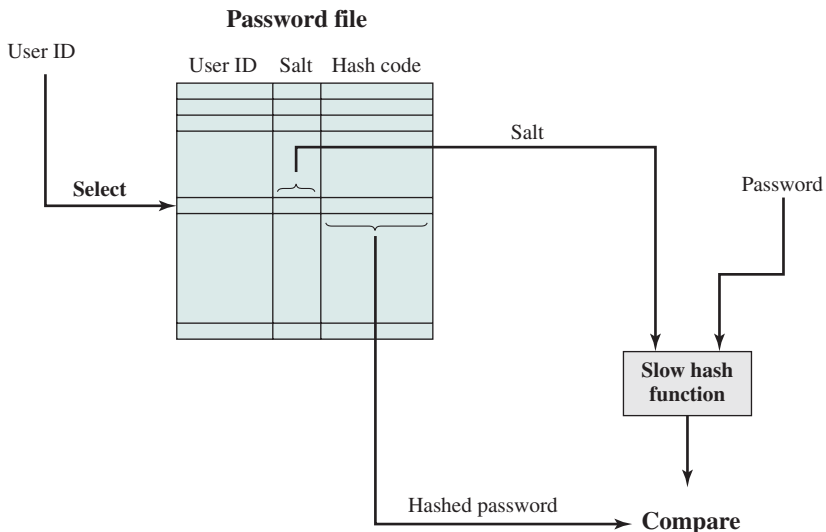 Password file
User ID
User ID Salt Hash code
Salt
Select
Password
Slow hash
function
Hashed password
Compare